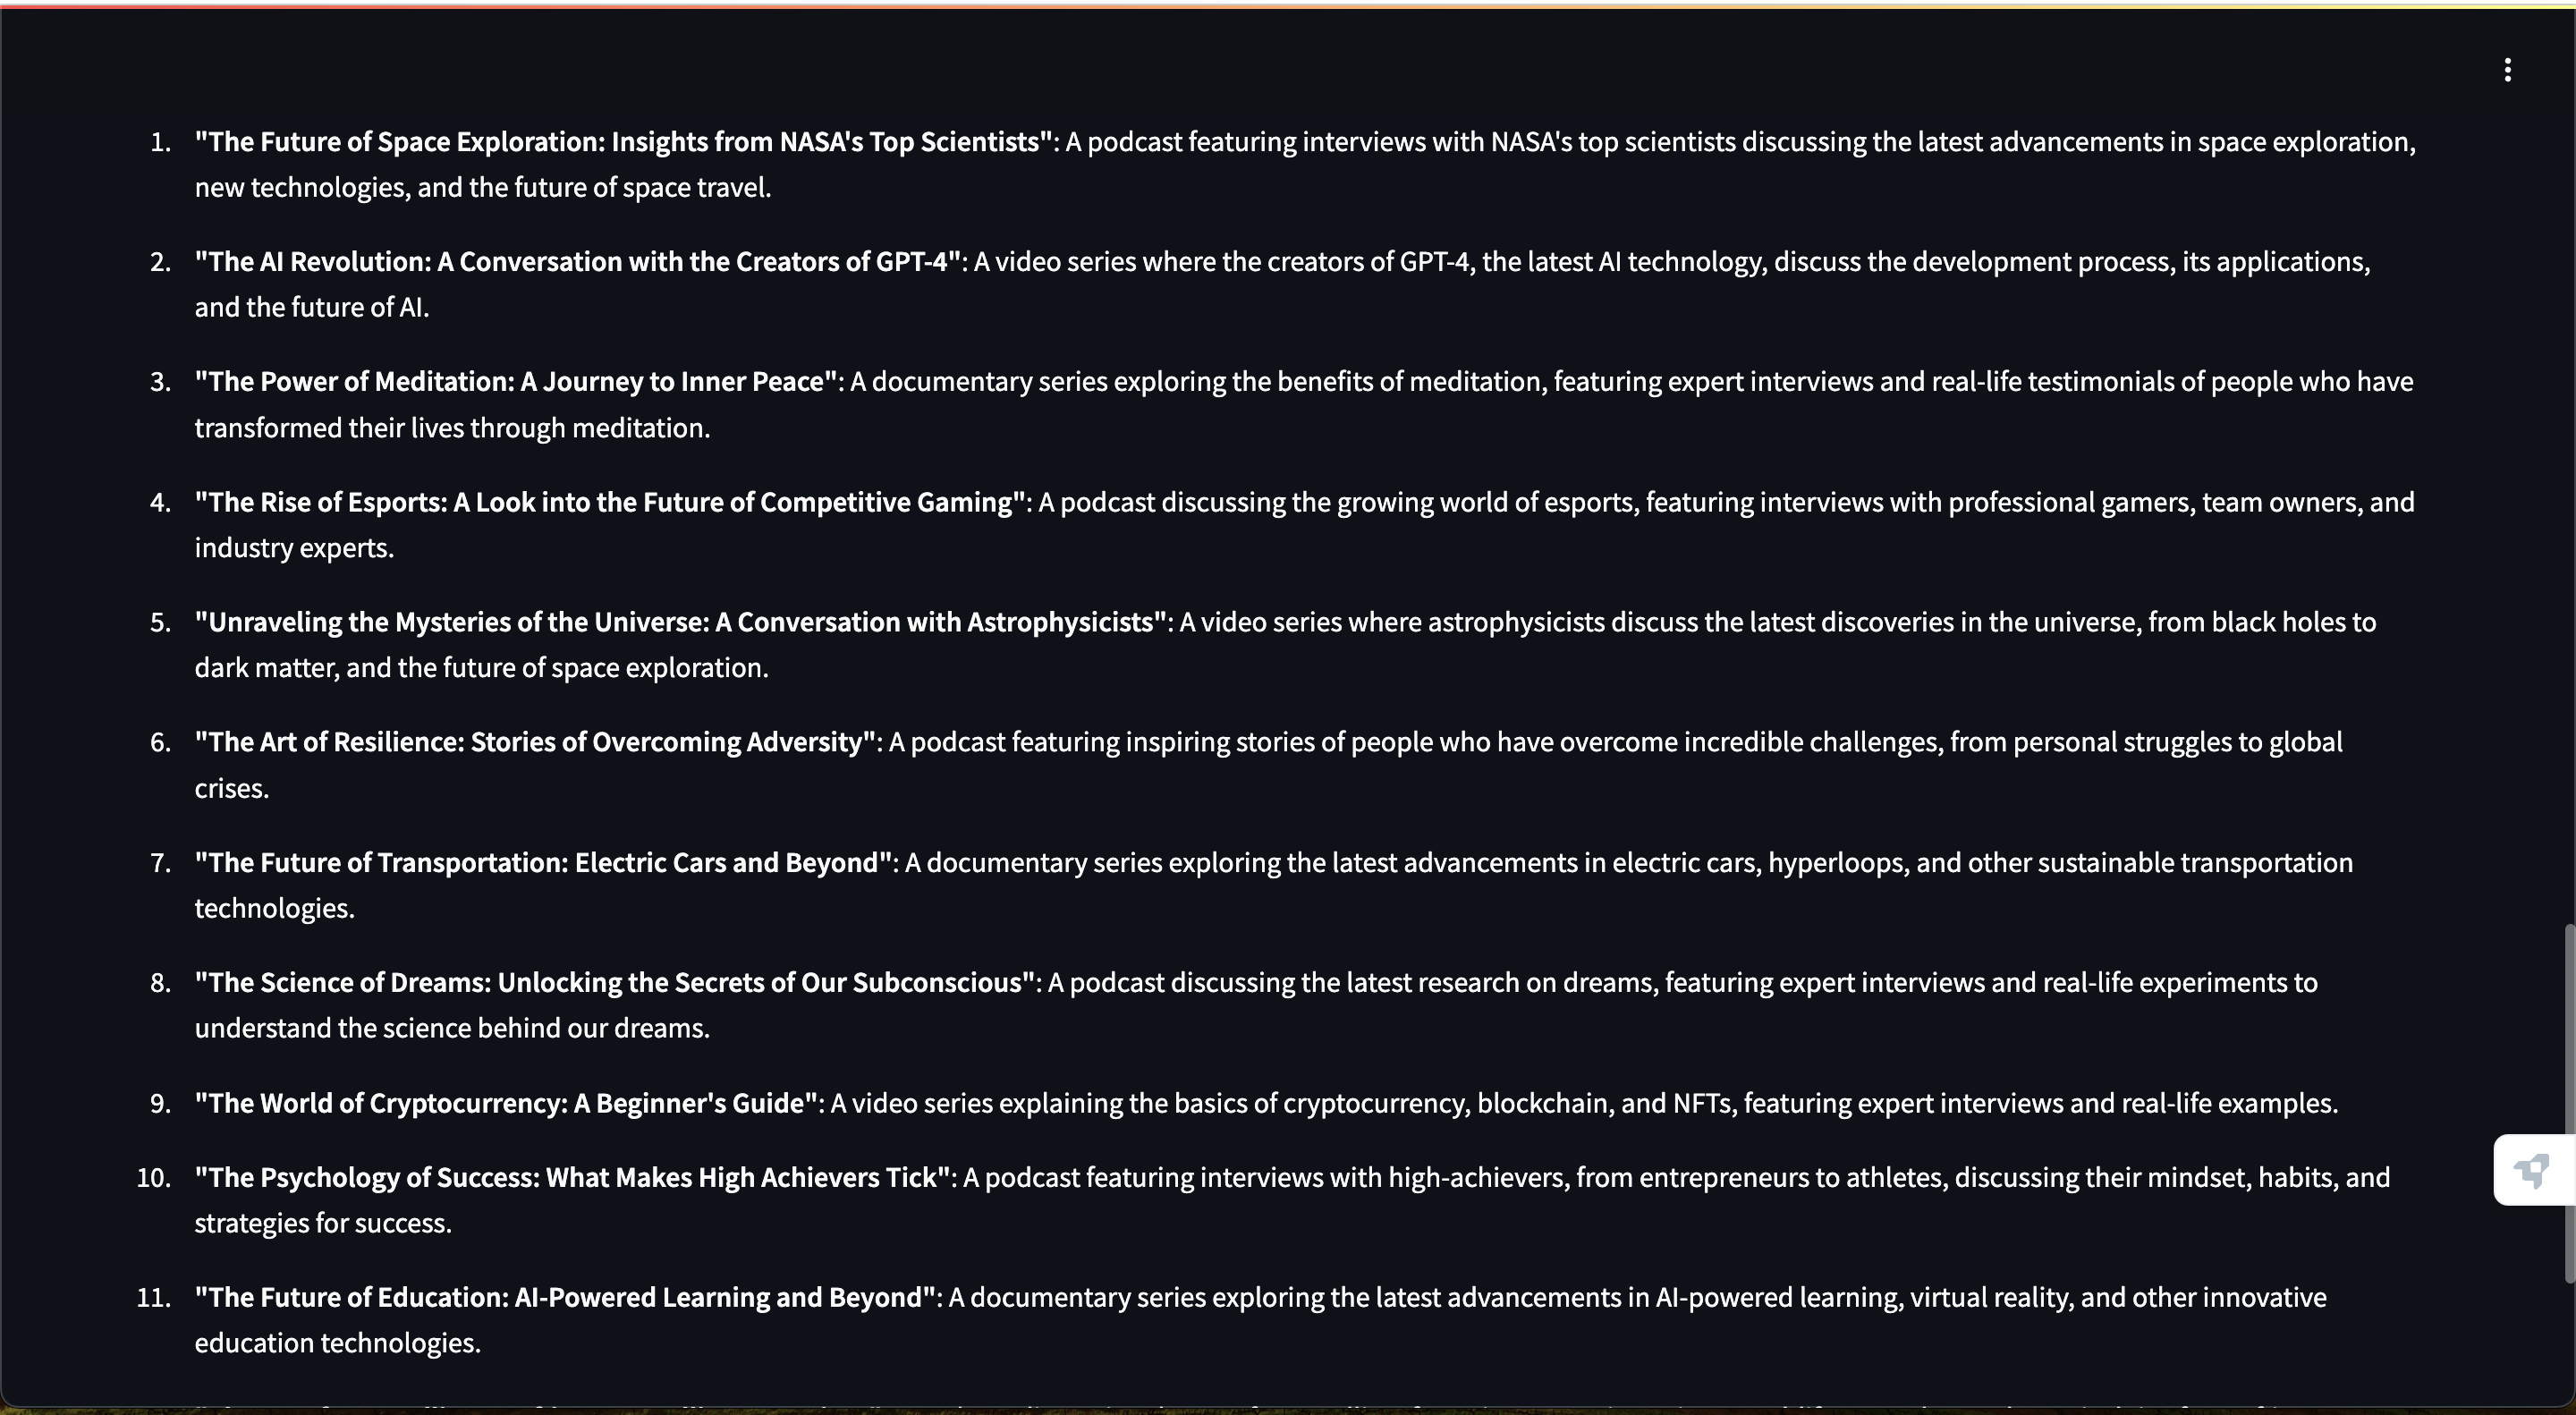 1. "The Future of Space Exploration: Insights from NASA's Top Scientists": A podcast featuring interviews with NASA's top scientists discussing the latest advancements in space exploration,
new technologies, and the future of space travel.
2. "The AI Revolution: A Conversation with the Creators of GPT-4": A video series where the creators of GPT-4, the latest AI technology, discuss the development process, its applications,
and the future of AI.
3. "The Power of Meditation: A Journey to Inner Peace": A documentary series exploring the benefits of meditation, featuring expert interviews and real-life testimonials of people who have
transformed their lives through meditation.
4. "The Rise of Esports: A Look into the Future of Competitive Gaming": A podcast discussing the growing world of esports, featuring interviews with professional gamers, team owners, and
industry experts.
5. "Unraveling the Mysteries of the Universe: A Conversation with Astrophysicists": A video series where astrophysicists discuss the latest discoveries in the universe, from black holes to
dark matter, and the future of space exploration.
6. "The Art of Resilience: Stories of Overcoming Adversity": A podcast featuring inspiring stories of people who have overcome incredible challenges, from personal struggles to global
crises.
7. "The Future of Transportation: Electric Cars and Beyond": A documentary series exploring the latest advancements in electric cars, hyperloops, and other sustainable transportation
technologies.
8. "The Science of Dreams: Unlocking the Secrets of Our Subconscious": A podcast discussing the latest research on dreams, featuring expert interviews and real-life experiments to
understand the science behind our dreams.
9. "The World of Cryptocurrency: A Beginner's Guide": A video series explaining the basics of cryptocurrency, blockchain, and NFTs, featuring expert interviews and real-life examples.
10. "The Psychology of Success: What Makes High Achievers Tick": A podcast featuring interviews with high-achievers, from entrepreneurs to athletes, discussing their mindset, habits, and
strategies for success.
11. "The Future of Education: AI-Powered Learning and Beyond": A documentary series exploring the latest advancements in AI-powered learning, virtual reality, and other innovative
education technologies.